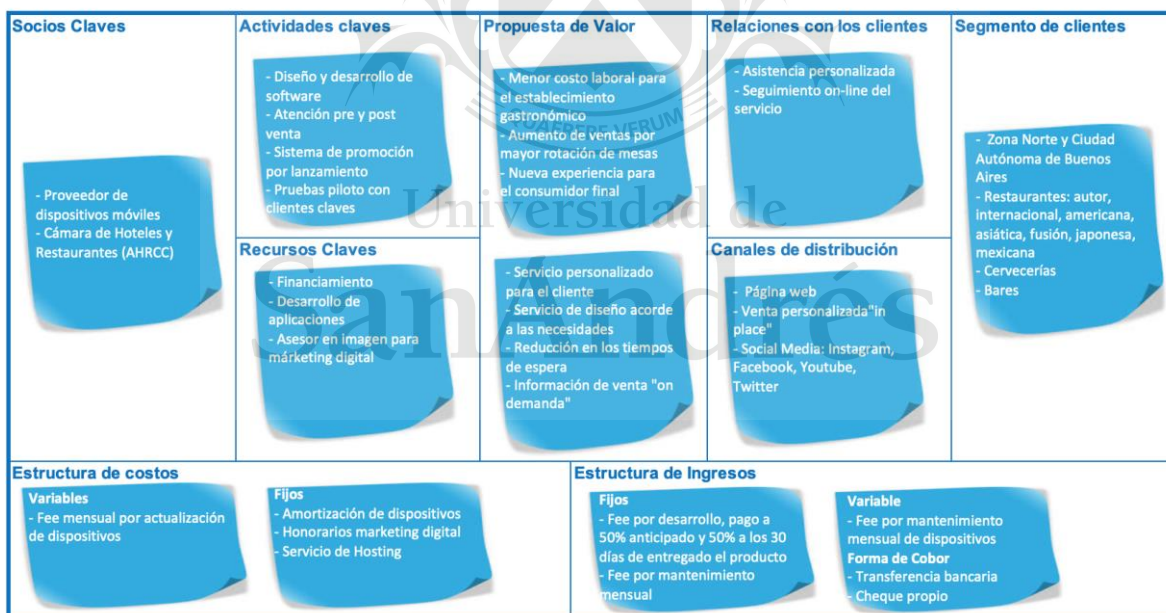 Socios Claves
- Proveedor de
dispositivos móviles
- Cámara de Hoteles y
Restaurantes (AHRCC)
Actividades claves
- Diseño y desarrollo de
software
- Atención pre y post
venta
- Sistema de promoción
por lanzamiento
- Pruebas piloto con
clientes claves
Recursos Claves
- Financiamiento
- Desarrollo de
aplicaciones
- Asesor en imagen para
márketing digital
Propuesta de Valor
- Menor costo laboral para
el establecimiento
gastronómico
- Aumento de ventas por
mayor rotación de mesas
- Nueva experiencia para
el consumidor final
- Servicio personalizado
para el cliente
- Servicio de diseño acorde
a las necesidades
- Reducción en los tiempos
de espera
- Información de venta "on
demanda"
Relaciones con los clientes
- Asistencia personalizada
- Seguimiento on-line del
servicio
Canales de distribución
- Página web
- Venta personalizada"in
place"
- Social Media: Instagram,
Facebook, Youtube,
Twitter
Segmento de clientes
- Zona Norte y Ciudad
Autónoma de Buenos
Aires
- Restaurantes: autor,
internacional, americana,
asiática, fusión, japonesa,
mexicana
- Cervecerías
- Bares
Estructura de costos
Variables
- Fee mensual por actualización
de dispositivos
Fijos
- Amortización de dispositivos
- Honorarios marketing digital
- Servicio de Hosting
Estructura de Ingresos
Fijos
- Fee por desarrollo, pago a
50% anticipado y 50% a los 30
días de entregado el producto
- Fee por mantenimiento
mensual
Variable
- Fee por mantenimiento
mensual de dispositivos
Forma de Cobor
- Transferencia bancaria
- Cheque propio
QUAERERE VERUM
Universidad de
SanAndrés